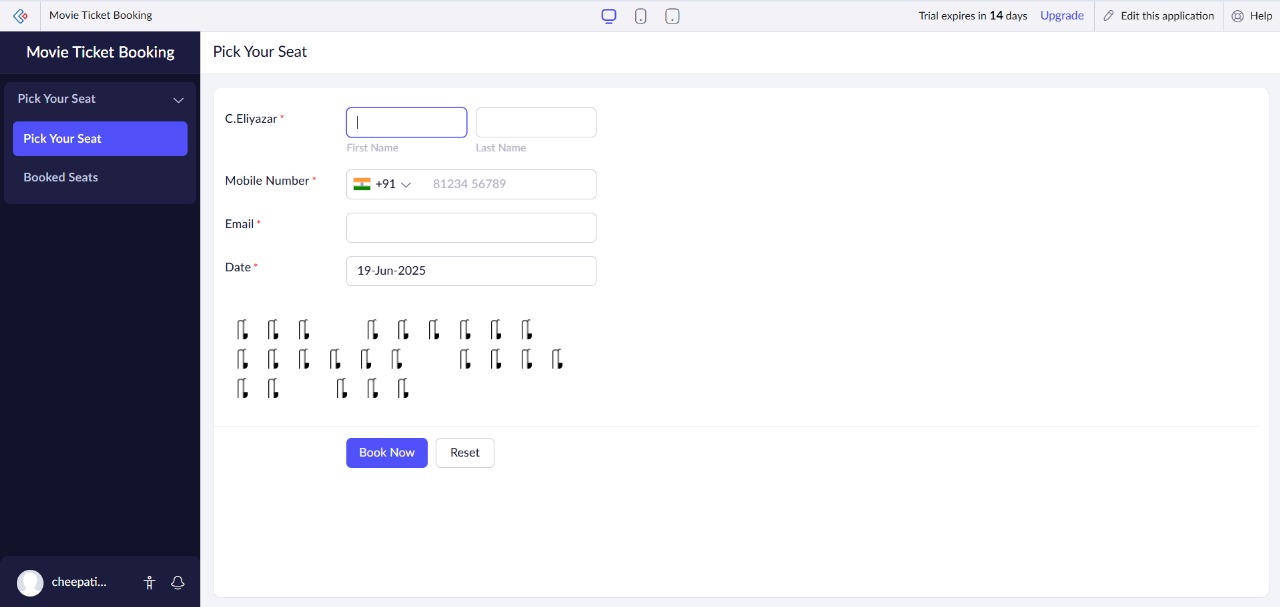 Movie Ticket Booking
Trial expires in 14 days
Upgrade
Edit this application
Help
Movie Ticket Booking
Pick Your Seat
Pick Your Seat
Pick Your Seat
Booked Seats
C.Eliyazar *
First Name
Last Name
Mobile Number *
+91
81234 56789
Email *
Date *
19-Jun-2025
Book Now
Reset
cheepati...